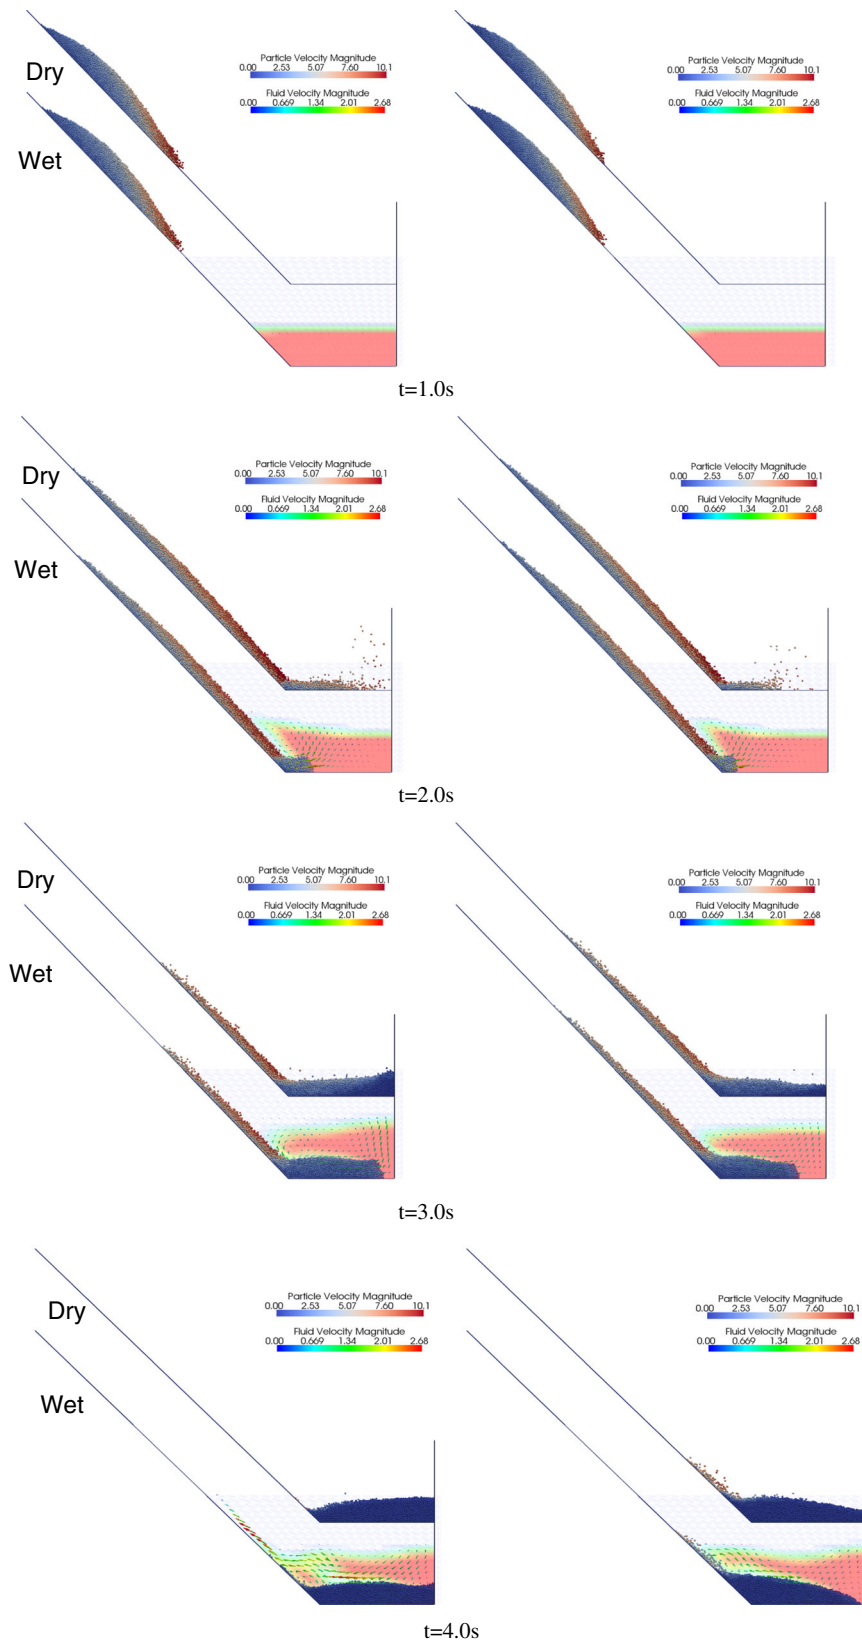 Particle Velocity Magnitude
0.00 2.53 5.07 7.60 10.1
Dry
Fluid Velocity Magnitude
0.00 0.669 1.34 2.01 2.68
Wet
Particle Velocity Magnitude
0.00 2.53 5.07 7.60 10.1
Fluid Velocity Magnitude
0.00 0.669 1.34 2.01 2.68
t=1.0s
Particle Velocity Magnitude
0.00 2.53 5.07 7.60 10.1
Dry
Fluid Velocity Magnitude
0.00 0.669 1.34 2.01 2.68
Wet
Particle Velocity Magnitude
0.00 2.53 5.07 7.60 10.1
Fluid Velocity Magnitude
0.00 0.669 1.34 2.01 2.68
t=2.0s
Particle Velocity Magnitude
0.00 2.53 5.07 7.60 10.1
Dry
Fluid Velocity Magnitude
0.00 0.669 1.34 2.01 2.68
Wet
Particle Velocity Magnitude
0.00 2.53 5.07 7.60 10.1
Fluid Velocity Magnitude
0.00 0.669 1.34 2.01 2.68
t=3.0s
Particle Velocity Magnitude
0.00 2.53 5.07 7.60 10.1
Dry
Fluid Velocity Magnitude
0.00 0.669 1.34 2.01 2.68
Wet
Particle Velocity Magnitude
0.00 2.53 5.07 7.60 10.1
Fluid Velocity Magnitude
0.00 0.669 1.34 2.01 2.68
t=4.0s